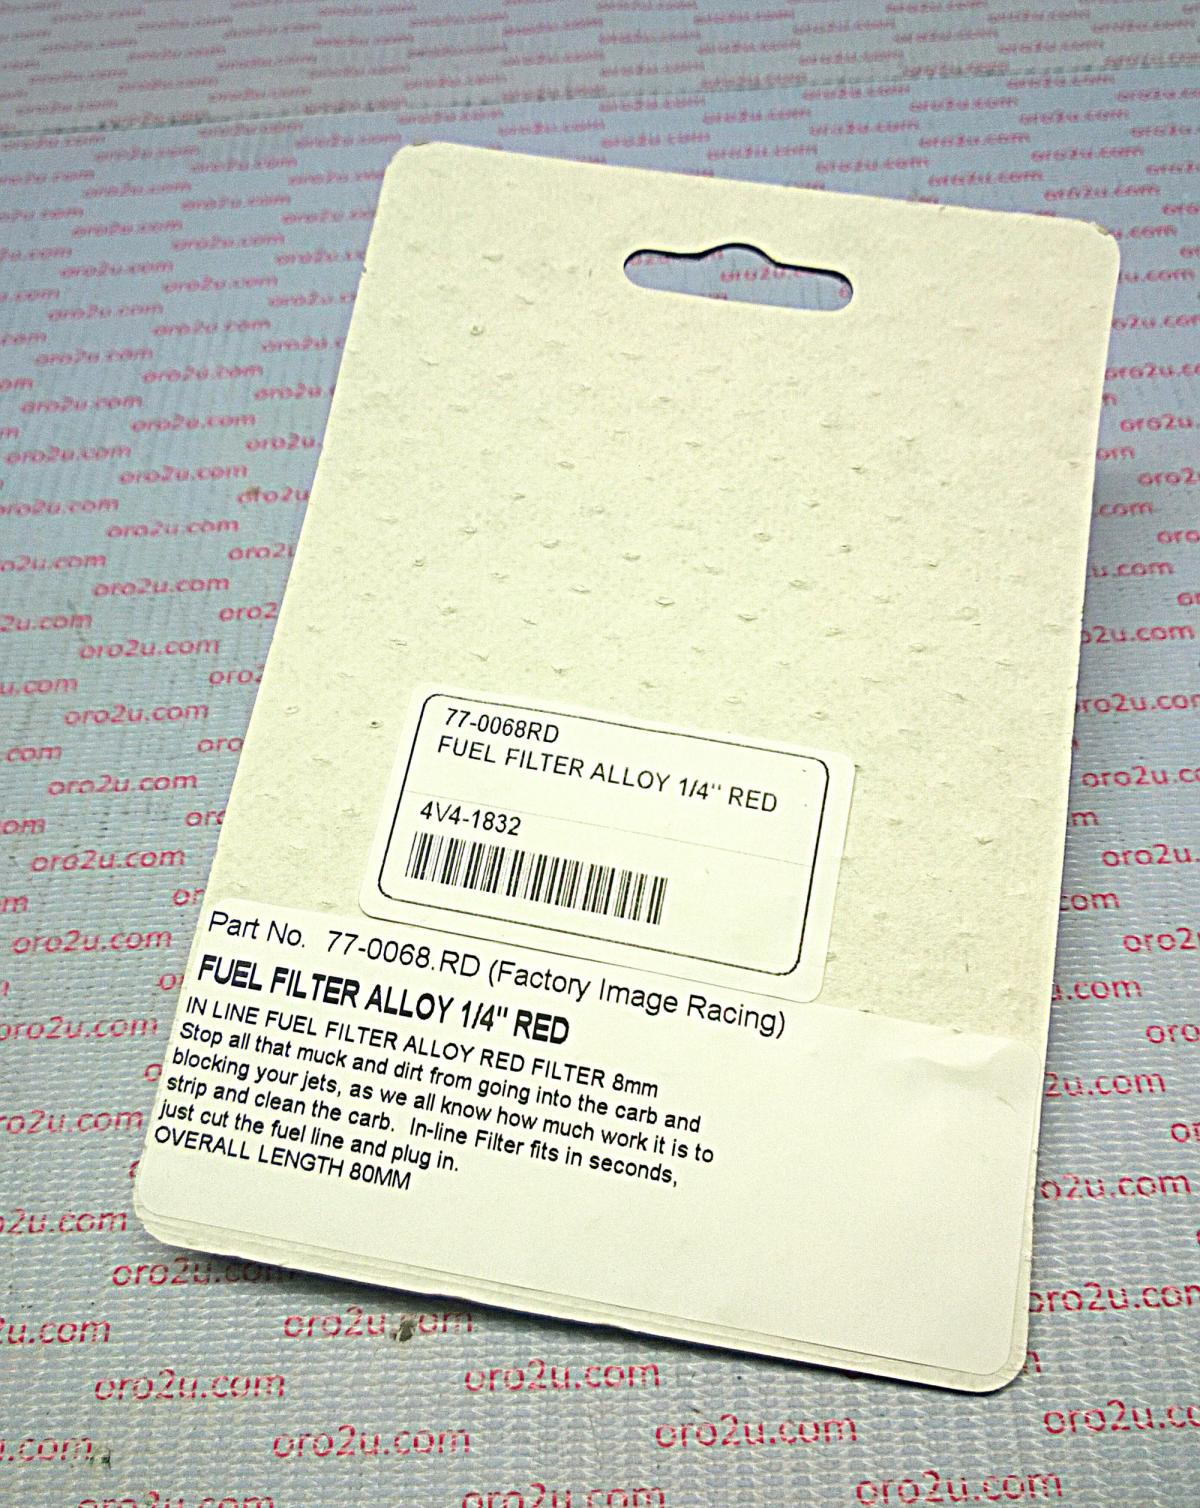 77-0068RD
FUEL FILTER ALLOY 1/4'' RED
4V4-1832
Part No. 77-0068.RD (Factory Image Racing)
FUEL FILTER ALLOY 1/4" RED
IN LINE FUEL FILTER ALLOY RED FILTER 8mm
Stop all that muck and dirt from going into the carb and
blocking your jets, as we all know how much work it is to
strip and clean the carb. In-line Filter fits in seconds,
just cut the fuel line and plug in.
OVERALL LENGTH 80MM
oro2u.com